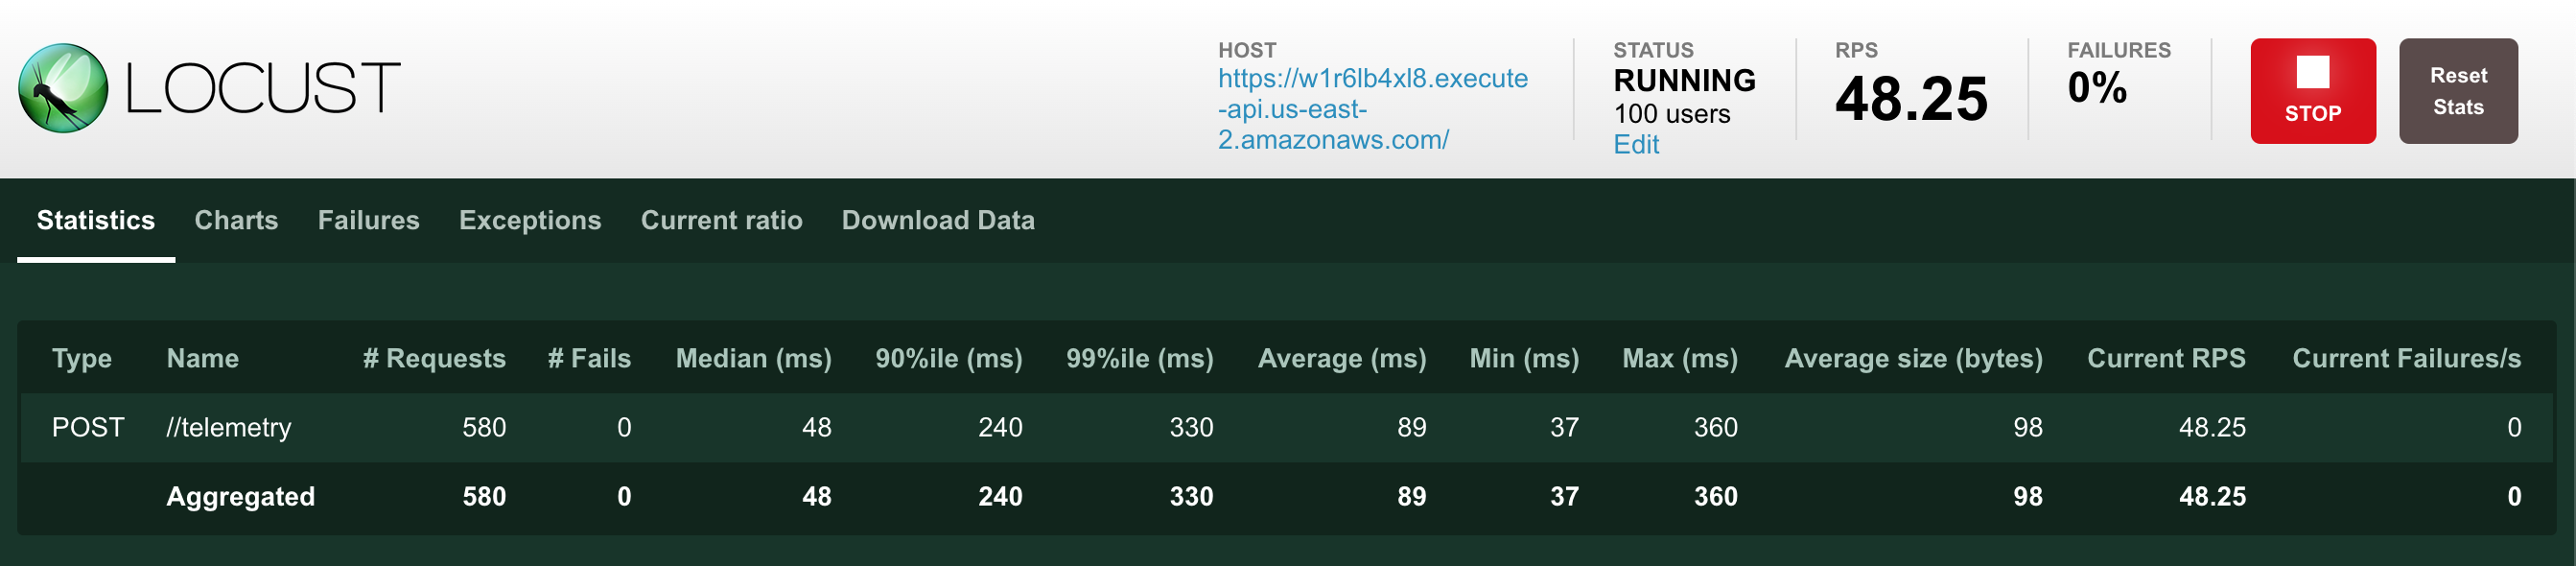 LOCUST
HOST
https://w1r6lb4xl8.execute
-api.us-east-
2.amazonaws.com/
STATUS
RUNNING
100 users
Edit
RPS
48.25
FAILURES
0%
STOP
Reset
Stats
Statistics Charts Failures Exceptions Current ratio Download Data
Type Name # Requests # Fails Median (ms) 90%ile (ms) 99%ile (ms) Average (ms) Min (ms) Max (ms) Average size (bytes) Current RPS Current Failures/s
POST //telemetry 580 0 48 240 330 89 37 360 98 48.25 0
Aggregated 580 0 48 240 330 89 37 360 98 48.25 0